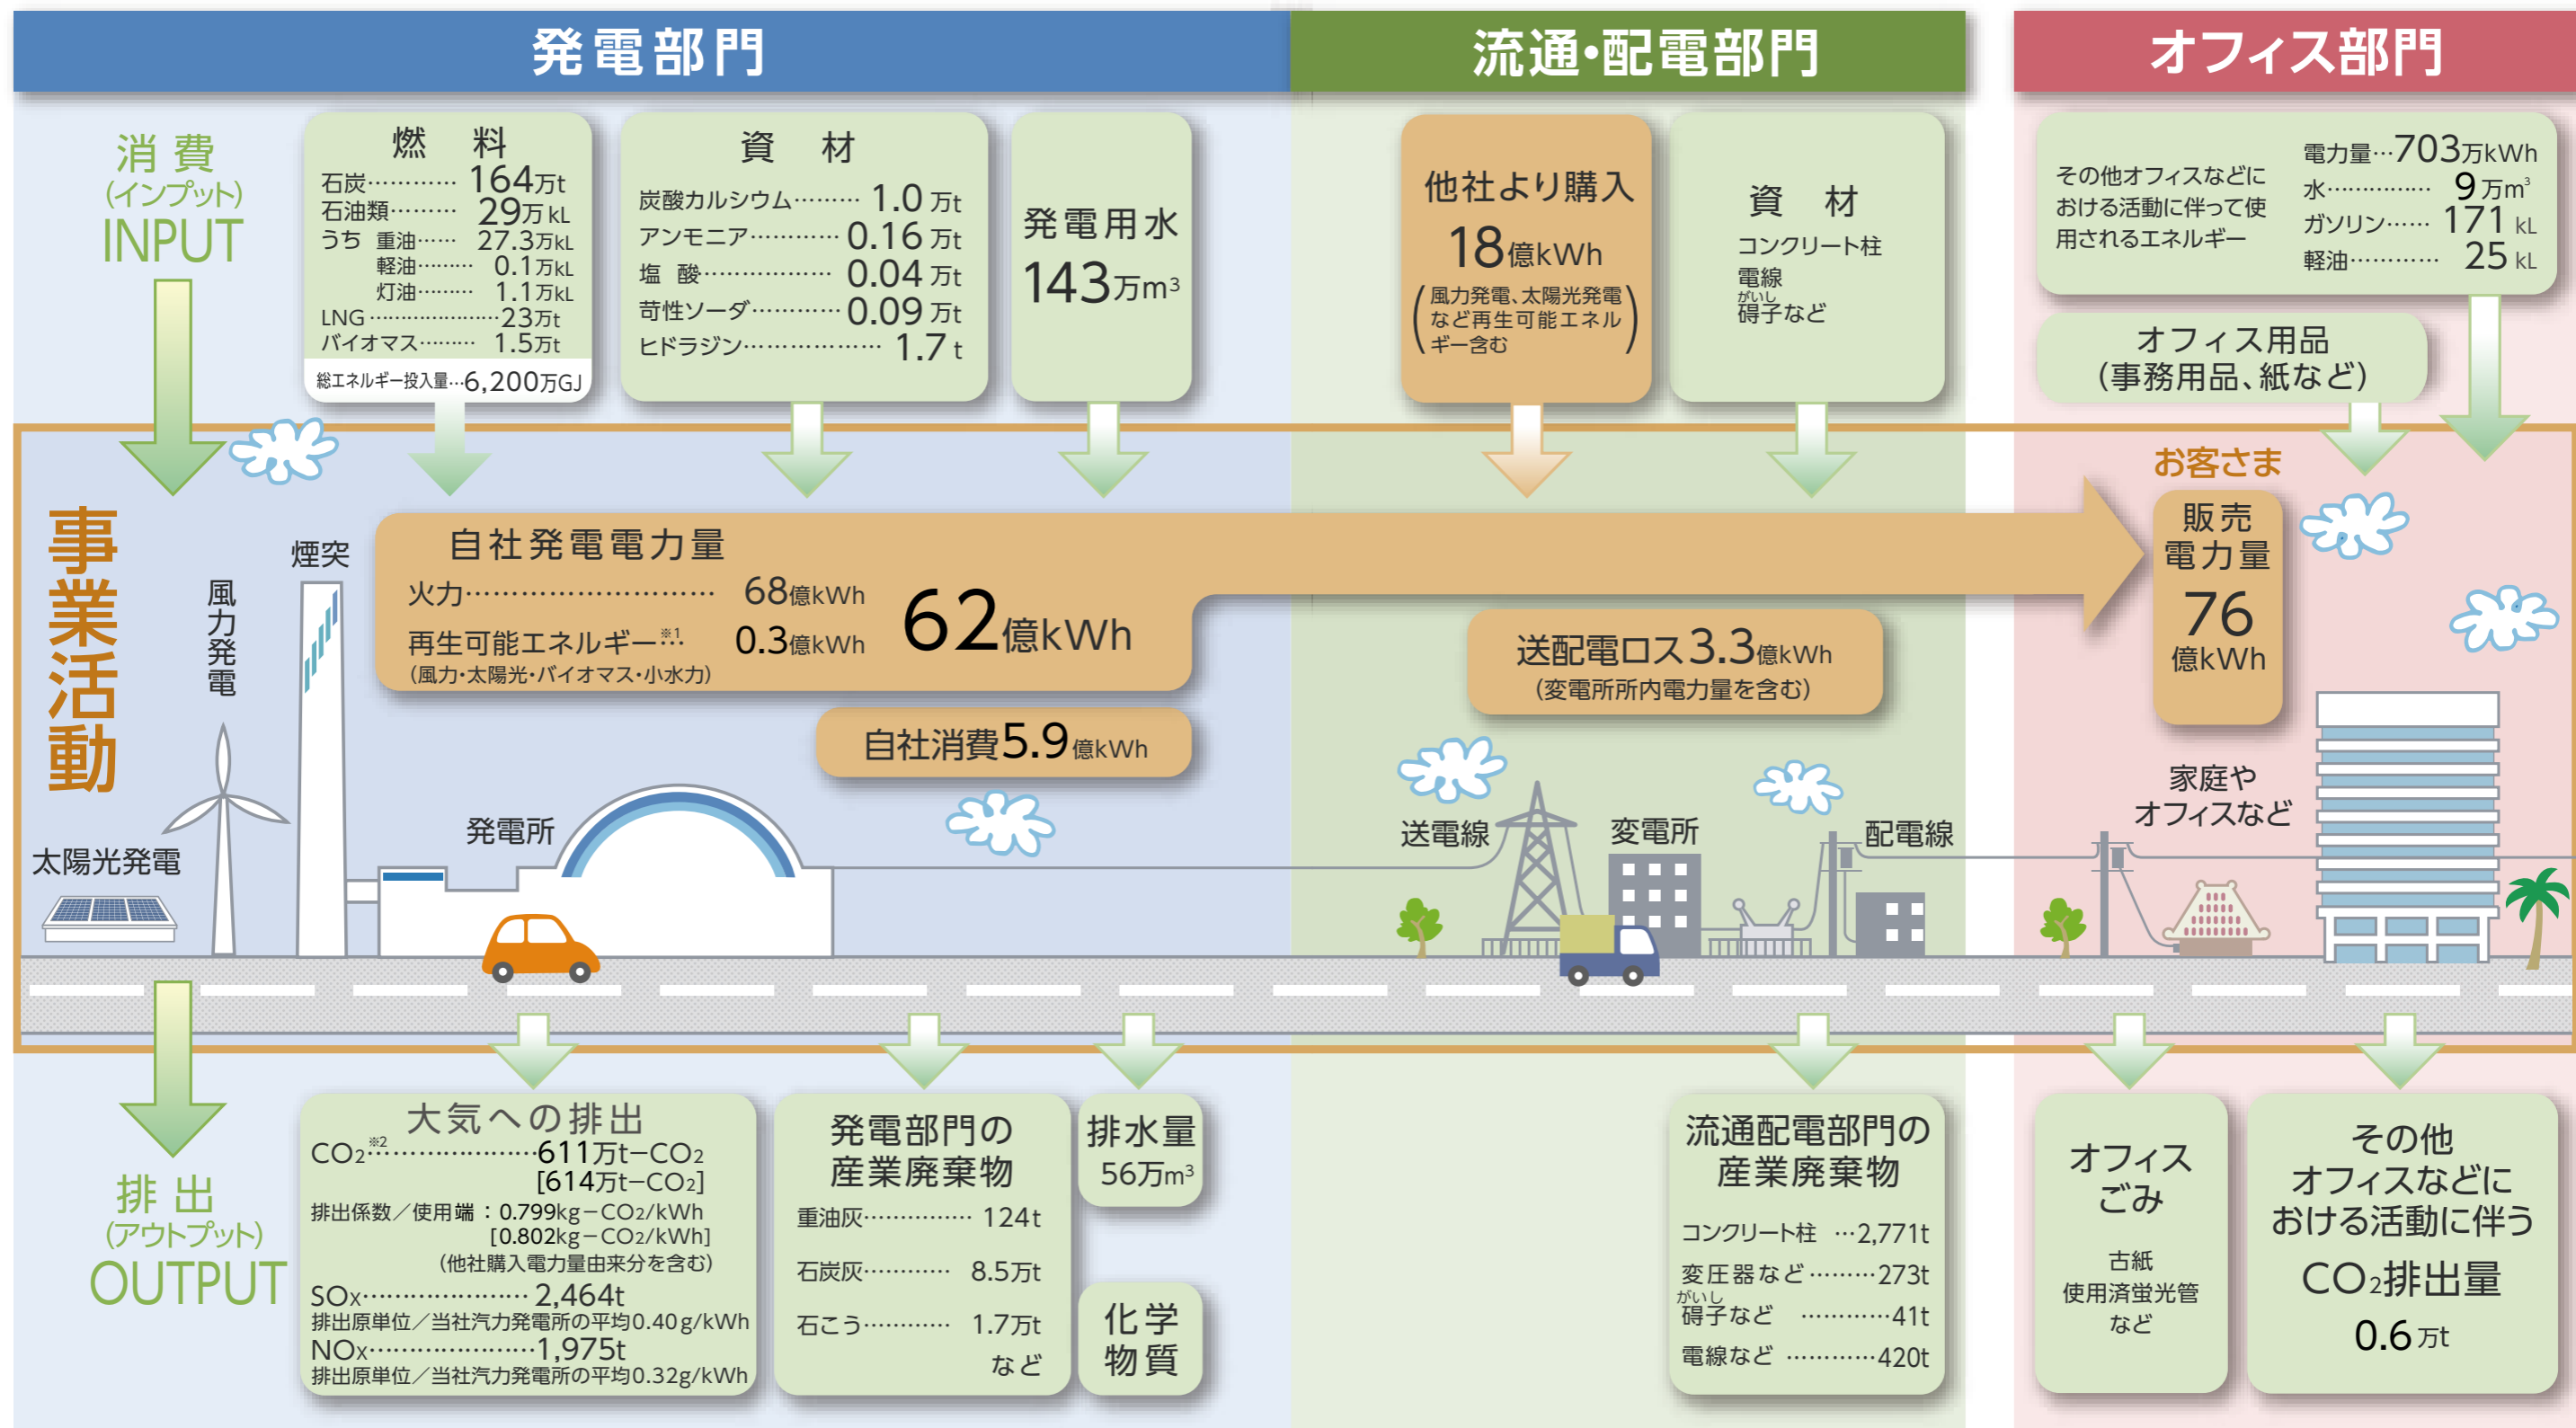 発電部門
流通・配電部門
オフィス部門
消費
(インプット)
INPUT
燃 料
石炭………… 164万t
石油類……… 29万kL
うち 重油…… 27.3万kL
軽油……… 0.1万kL
灯油……… 1.1万kL
LNG …………………23万t
バイオマス……… 1.5万t
総エネルギー投入量…6,200万GJ
資 材
炭酸カルシウム……… 1.0 万t
アンモニア………… 0.16 万t
塩 酸……………… 0.04 万t
苛性ソーダ………… 0.09 万t
ヒドラジン……………… 1.7 t
発電用水
143万m³
他社より購入
18億kWh
(風力発電、太陽光発電
など再生可能エネル
ギー含む)
資 材
コンクリート柱
電線
がいし
碍子など
その他オフィスなどに
おける活動に伴って使
用されるエネルギー
電力量…703万kWh
水…………… 9万m³
ガソリン…… 171 kL
軽油………… 25 kL
オフィス用品
(事務用品、紙など)
事業活動
お客さま
販売
電力量
76
億kWh
自社発電電力量
火力……………………… 68億kWh
再生可能エネルギー※1… 0.3億kWh
(風力・太陽光・バイオマス・小水力)
62億kWh
自社消費5.9億kWh
送配電ロス3.3億kWh
(変電所所内電力量を含む)
煙突
風力発電
太陽光発電
発電所
送電線
変電所
配電線
家庭や
オフィスなど
排出
(アウトプット)
OUTPUT
大気への排出
CO₂※2…………………611万t−CO₂
[614万t−CO₂]
排出係数／使用端：0.799kg−CO₂/kWh
[0.802kg−CO₂/kWh]
(他社購入電力量由来分を含む)
SOx………………… 2,464t
排出原単位／当社汽力発電所の平均0.40g/kWh
NOx…………………1,975t
排出原単位／当社汽力発電所の平均0.32g/kWh
発電部門の
産業廃棄物
重油灰…………… 124t
石炭灰………… 8.5万t
石こう………… 1.7万t
など
排水量
56万m³
化学
物質
流通配電部門の
産業廃棄物
コンクリート柱 …2,771t
変圧器など………273t
がいし
碍子など …………41t
電線など …………420t
オフィス
ごみ
古紙
使用済蛍光管
など
その他
オフィスなどに
おける活動に伴う
CO₂排出量
0.6万t